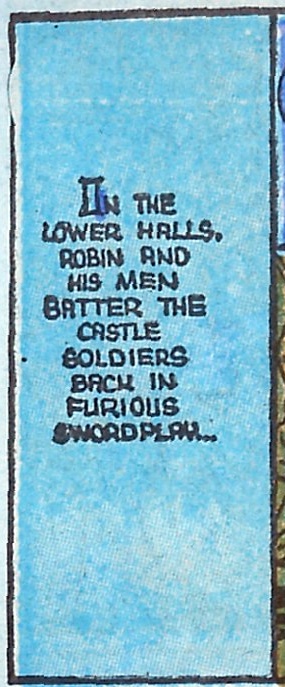 IN THE
LOWER HALLS,
ROBIN AND
HIS MEN
BATTER THE
CASTLE
SOLDIERS
BACK IN
FURIOUS
SWORDPLAY...